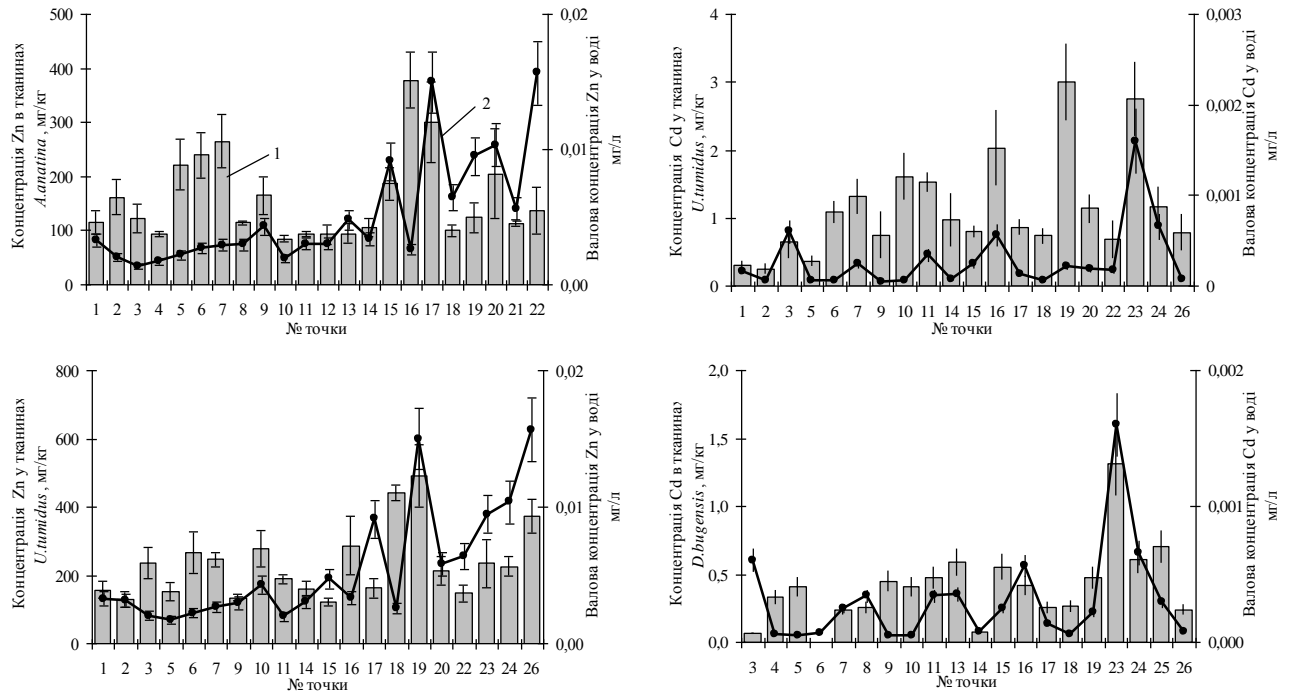 500
400
300
200
100
0
0,02
0,01
0,00
Концентрація Zn в тканинах
A.anatina , мг/кг
Валова концентрація Zn у воді
мг/л
1
2
1 2 3 4 5 6 7 8 9 10 11 12 13 14 15 16 17 18 19 20 21 22
№ точки
4
3
2
1
0
0,003
0,002
0,001
0
Концентрація Cd у тканинах
U.tumidus , мг/кг
Валова концентрація Cd у воді
мг/л
1 2 3 5 6 7 9 10 11 14 15 16 17 18 19 20 22 23 24 26
№ точки
800
600
400
200
0
0,02
0,01
0,00
Концентрація Zn у тканинах
U.tumidus , мг/кг
Валова концентрація Zn у воді
мг/л
1 2 3 5 6 7 9 10 11 14 15 16 17 18 19 20 22 23 24 26
№ точки
2,0
1,5
1,0
0,5
0,0
0,002
0,001
0,000
Концентрація Cd в тканинах
D.bugensis , мг/кг
Валова концентрація Cd у воді
мг/л
3 4 5 6 7 8 9 10 11 13 14 15 16 17 18 19 23 24 25 26
№ точки